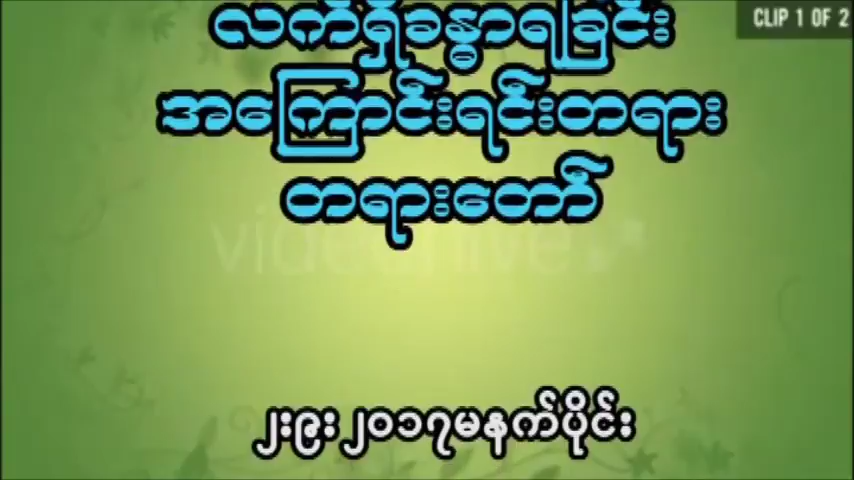 CLIP 1 OF 2
လက်ရှိခန္ဓာရခြင်း
အကြောင်းရင်းတရား
တရားတော်
videohive
၂း၉း၂၀၁၇မနက်ပိုင်း